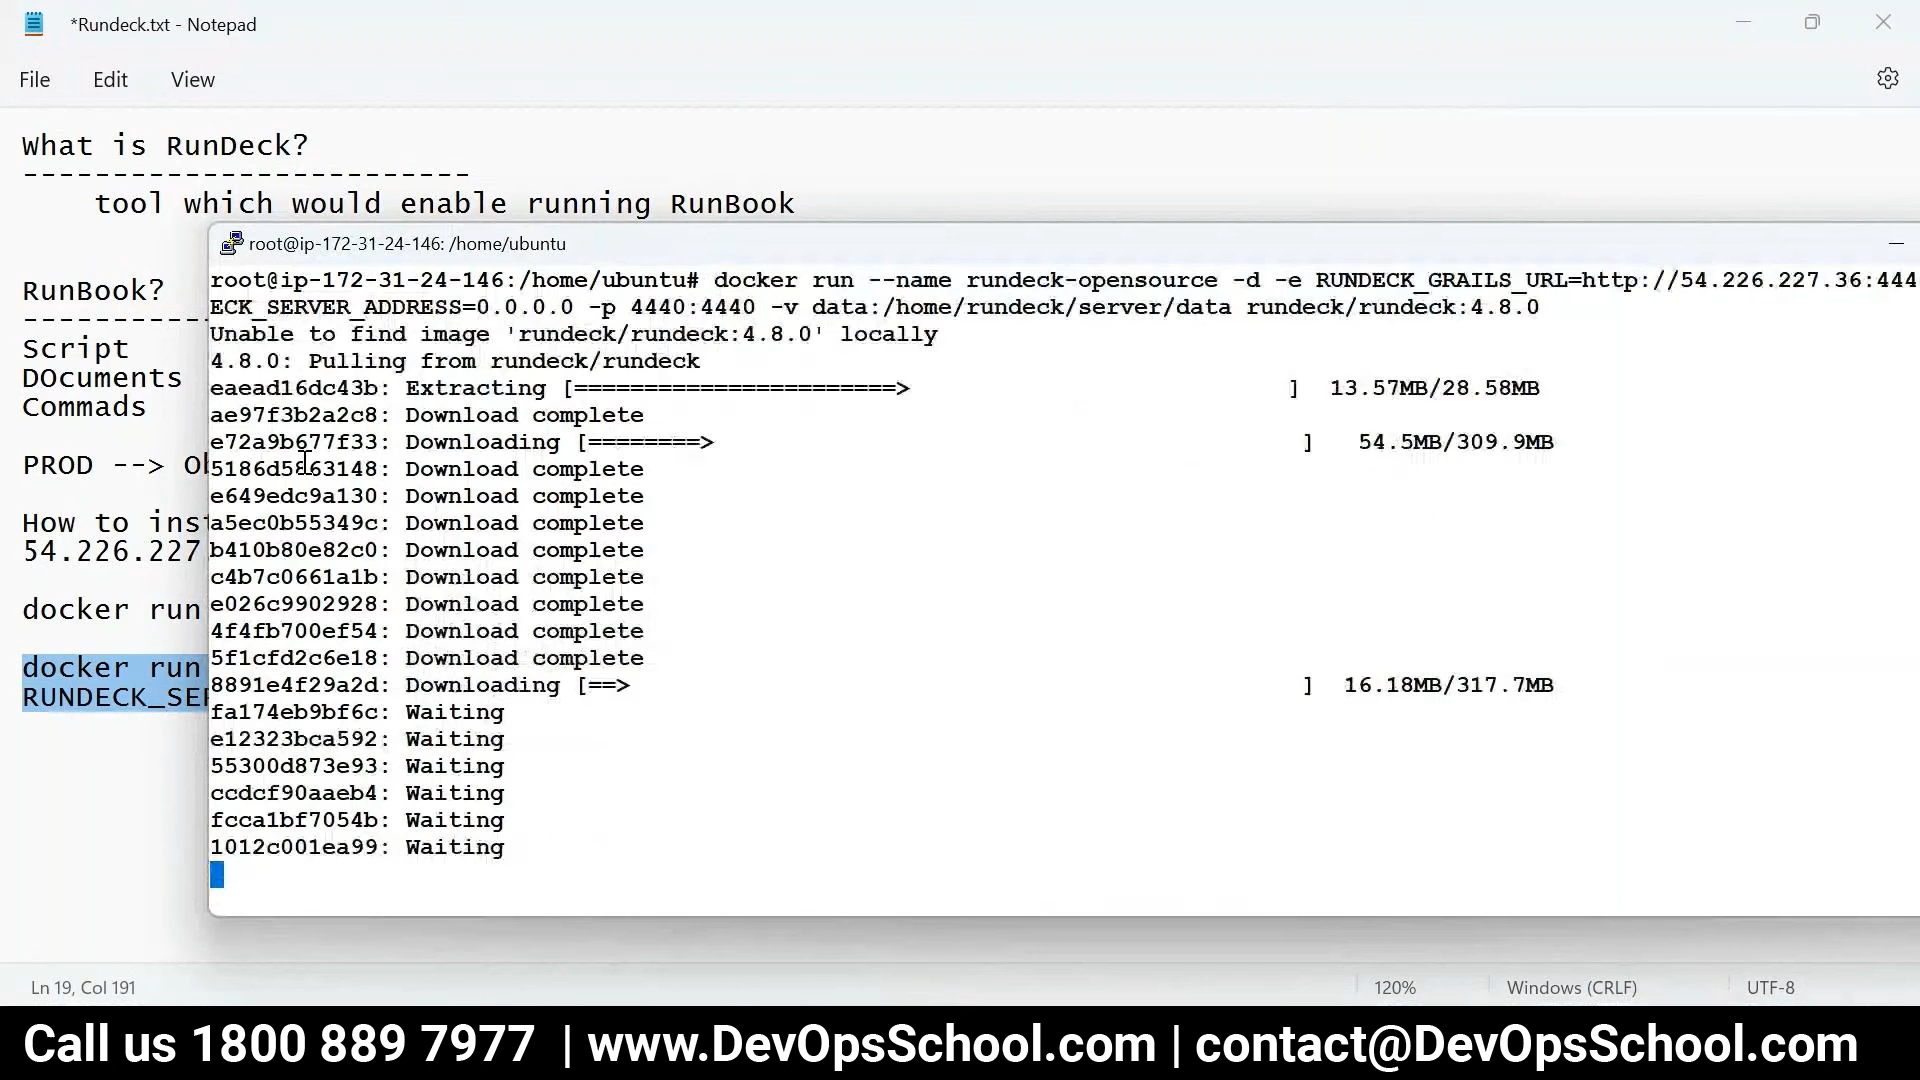 *Rundeck.txt - Notepad
File Edit View
What is RunDeck?
-------------------------
tool which would enable running RunBook
root@ip-172-31-24-146: /home/ubuntu
RunBook?
Script
DOcuments
Commads
PROD --> Ob
How to inst
54.226.227.
docker run
docker run
RUNDECK_SER
root@ip-172-31-24-146:/home/ubuntu# docker run --name rundeck-opensource -d -e RUNDECK_GRAILS_URL=http://54.226.227.36:444
ECK_SERVER_ADDRESS=0.0.0.0 -p 4440:4440 -v data:/home/rundeck/server/data rundeck/rundeck:4.8.0
Unable to find image 'rundeck/rundeck:4.8.0' locally
4.8.0: Pulling from rundeck/rundeck
eaead16dc43b: Extracting [=======================> ] 13.57MB/28.58MB
ae97f3b2a2c8: Download complete
e72a9b677f33: Downloading [========> ] 54.5MB/309.9MB
5186d5863148: Download complete
e649edc9a130: Download complete
a5ec0b55349c: Download complete
b410b80e82c0: Download complete
c4b7c0661a1b: Download complete
e026c9902928: Download complete
4f4fb700ef54: Download complete
5f1cfd2c6e18: Download complete
8891e4f29a2d: Downloading [==> ] 16.18MB/317.7MB
fa174eb9bf6c: Waiting
e12323bca592: Waiting
55300d873e93: Waiting
ccdcf90aaeb4: Waiting
fcca1bf7054b: Waiting
1012c001ea99: Waiting
Ln 19, Col 191 120% Windows (CRLF) UTF-8
Call us 1800 889 7977 | www.DevOpsSchool.com | contact@DevOpsSchool.com